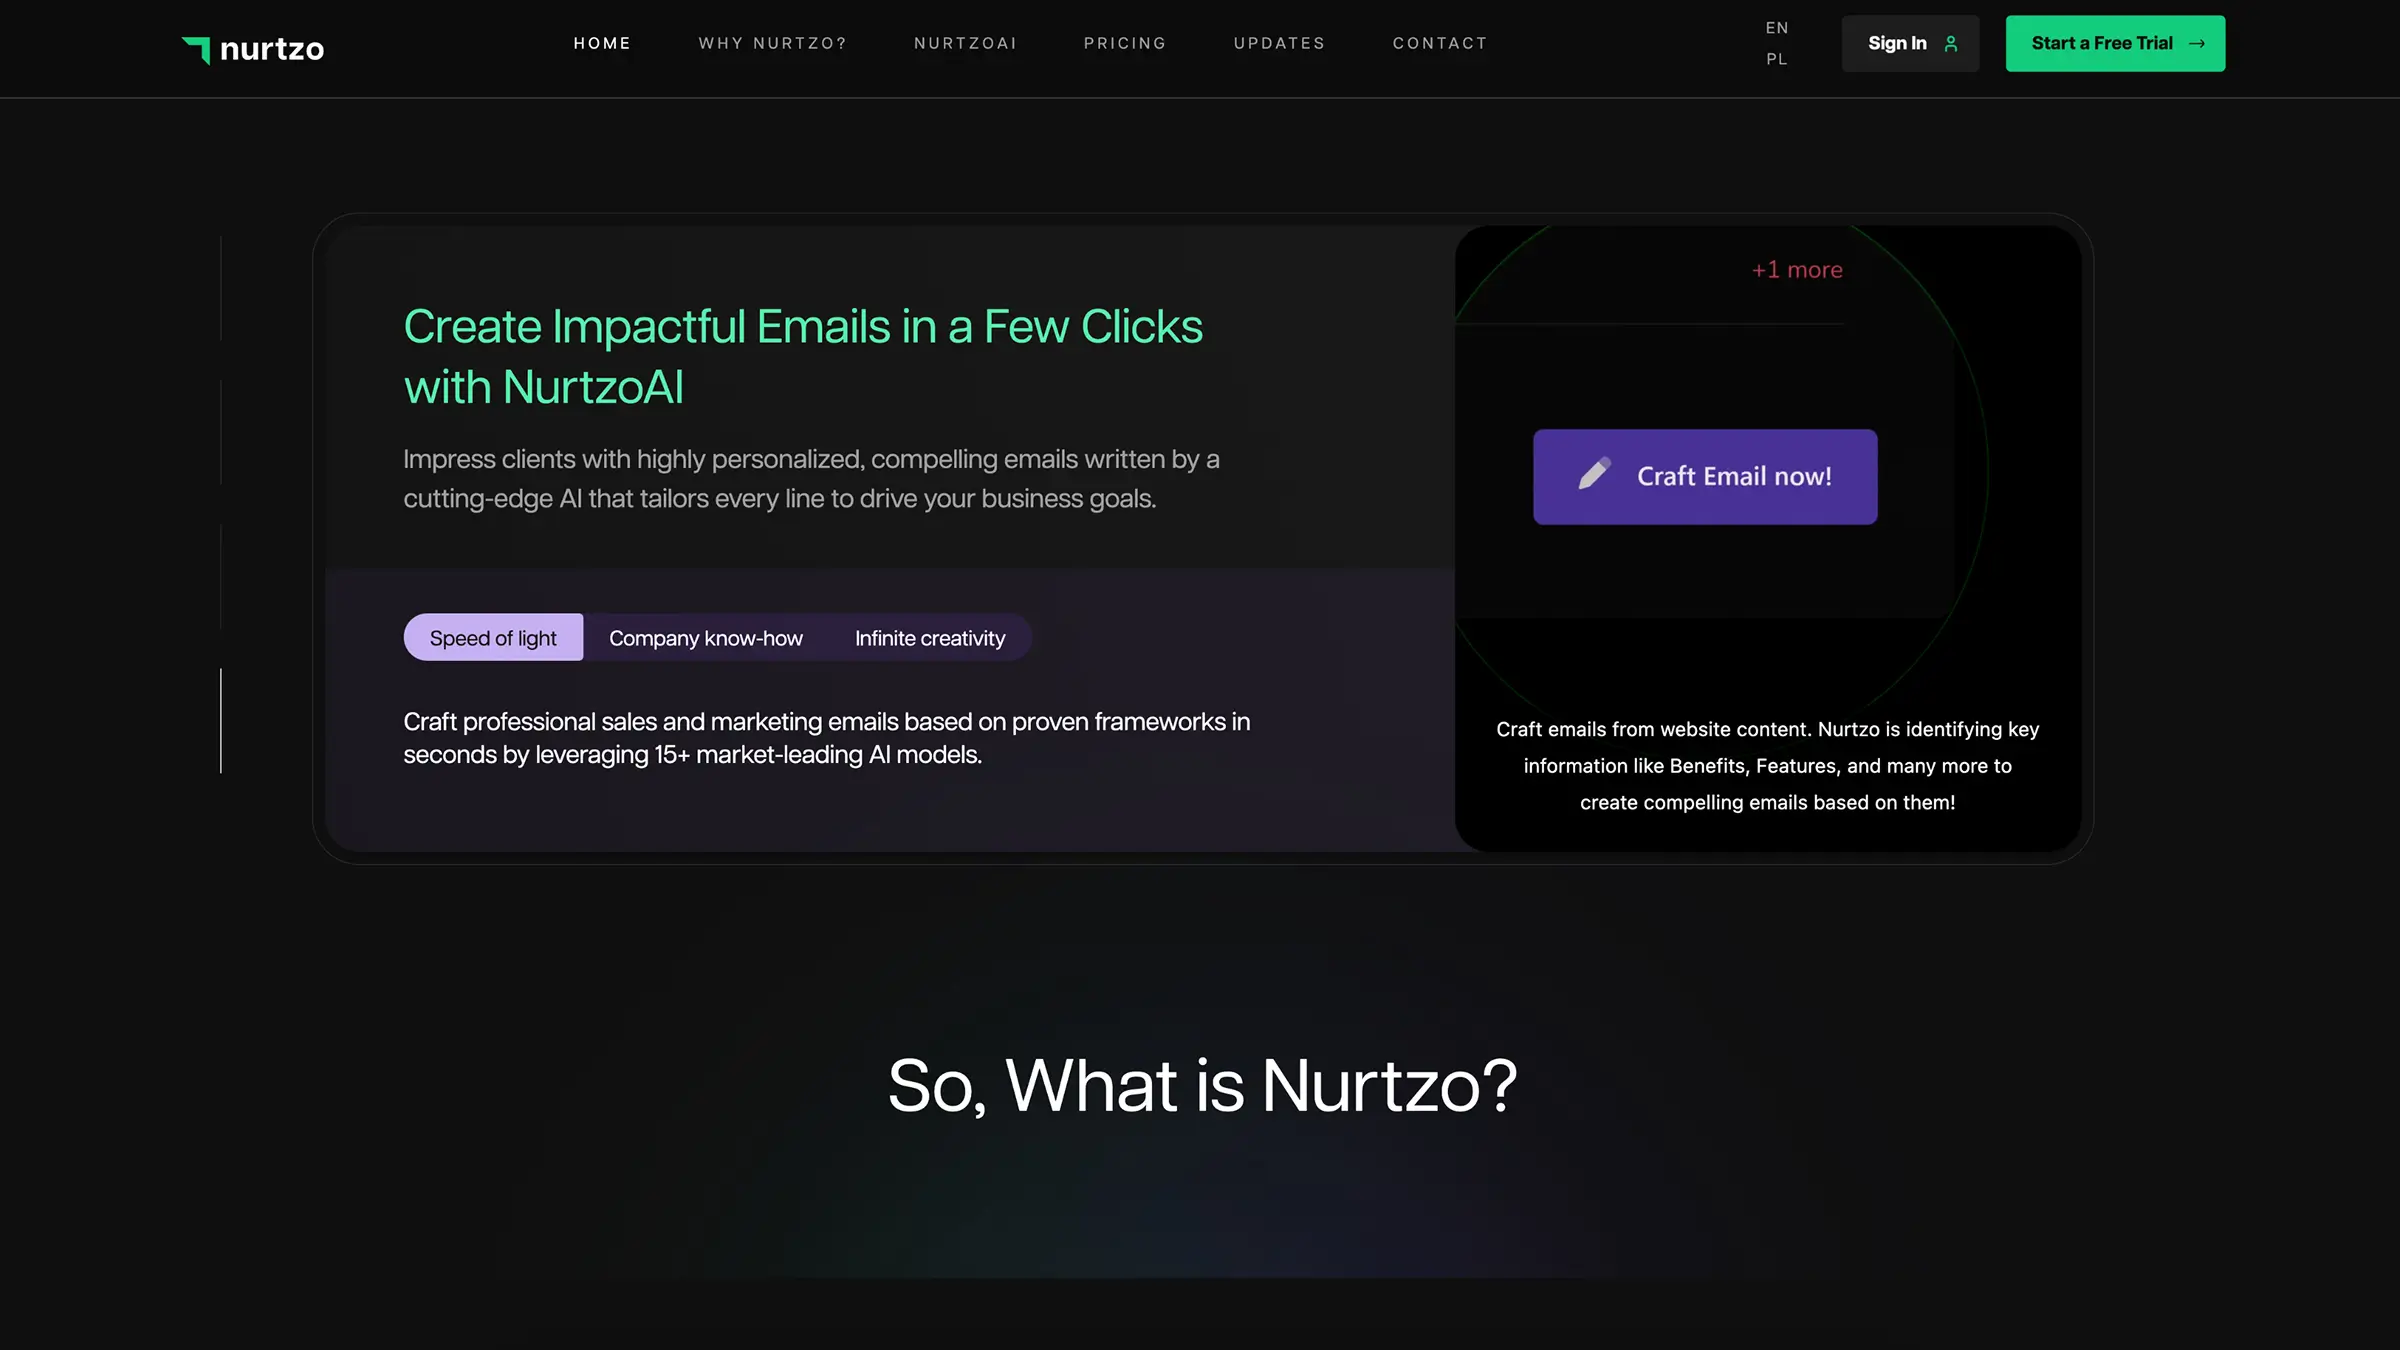 nurtzo
HOME
WHY NURTZO?
NURTZOAI
PRICING
UPDATES
CONTACT
EN
PL
Sign In
Start a Free Trial
Create Impactful Emails in a Few Clicks
with NurtzoAI
Impress clients with highly personalized, compelling emails written by a
cutting-edge AI that tailors every line to drive your business goals.
Speed of light
Company know-how
Infinite creativity
Craft professional sales and marketing emails based on proven frameworks in
seconds by leveraging 15+ market-leading AI models.
+1 more
Craft Email now!
Craft emails from website content. Nurtzo is identifying key
information like Benefits, Features, and many more to
create compelling emails based on them!
So, What is Nurtzo?